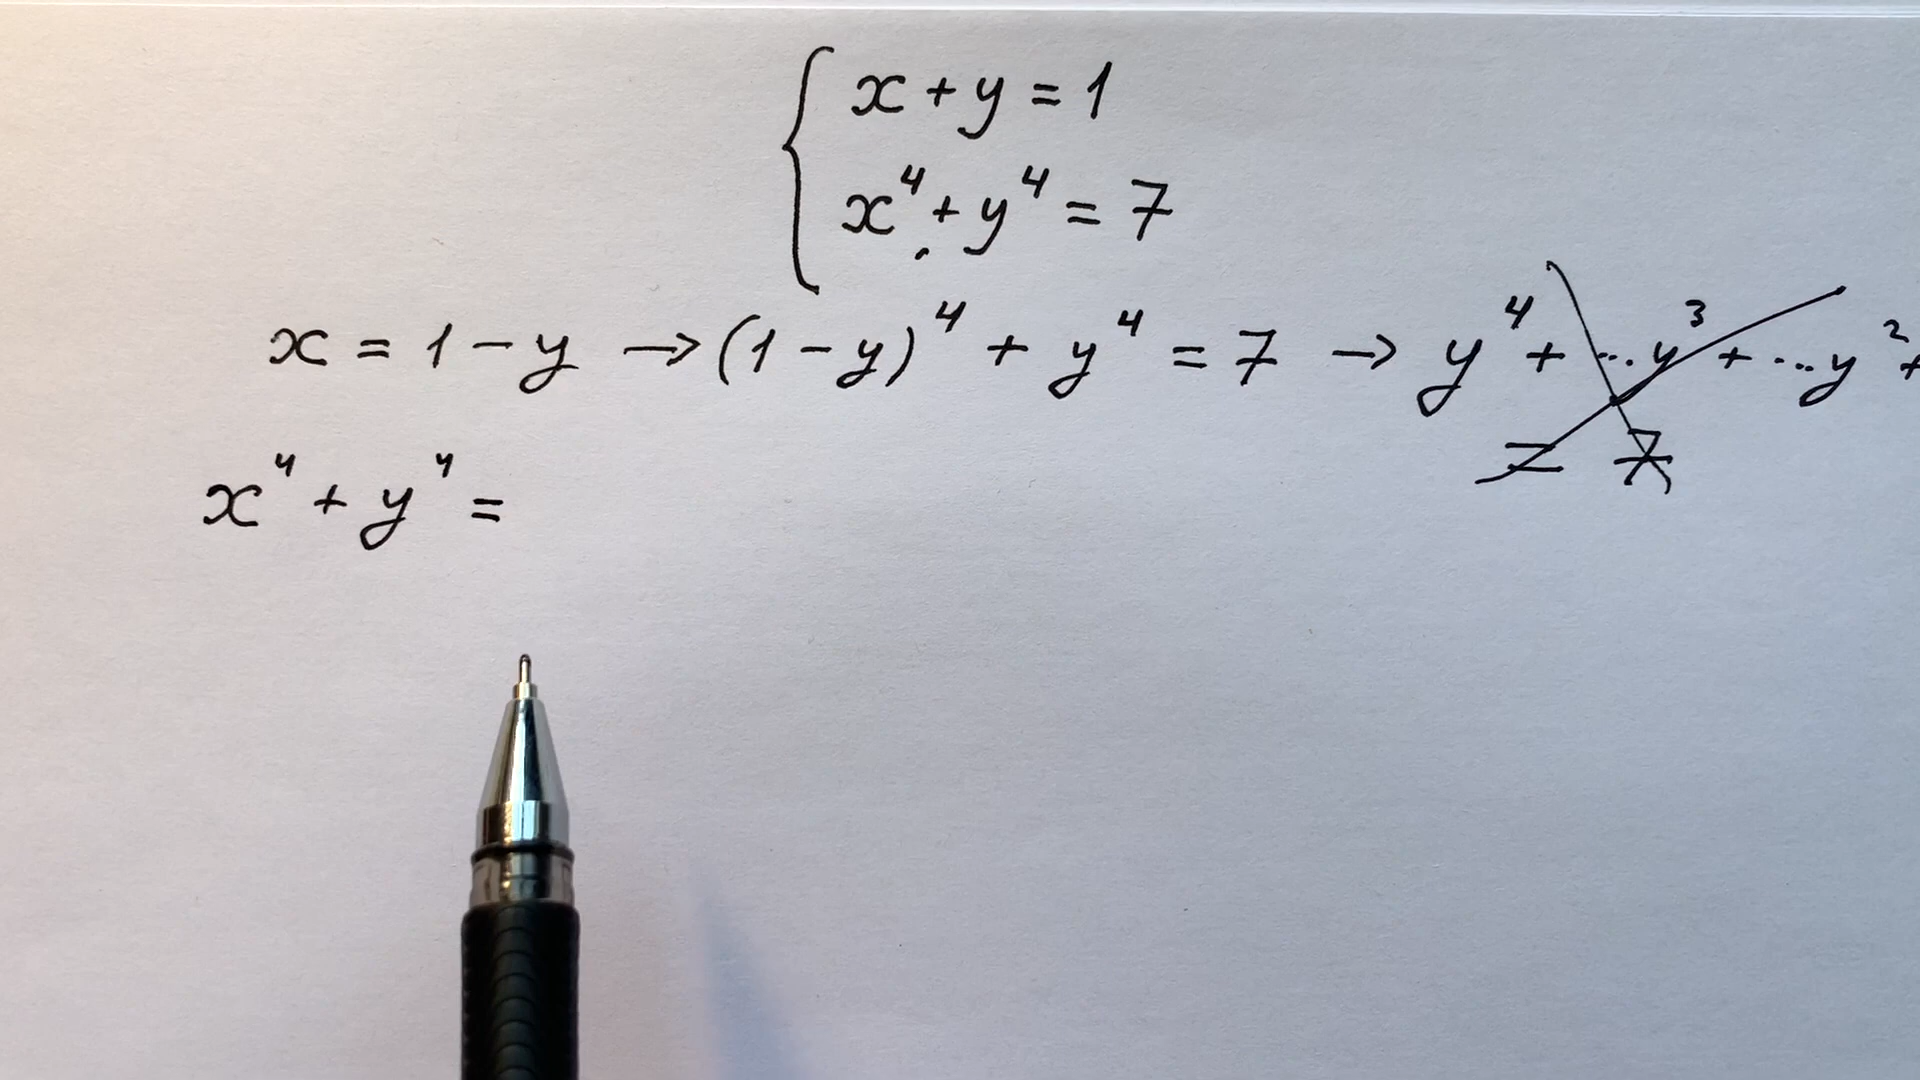 x + y = 1
x⁴ + y⁴ = 7
x = 1 - y → (1 - y)⁴ + y⁴ = 7 → y⁴ + ...y³ + ...y² +
= 7
x⁴ + y⁴ =